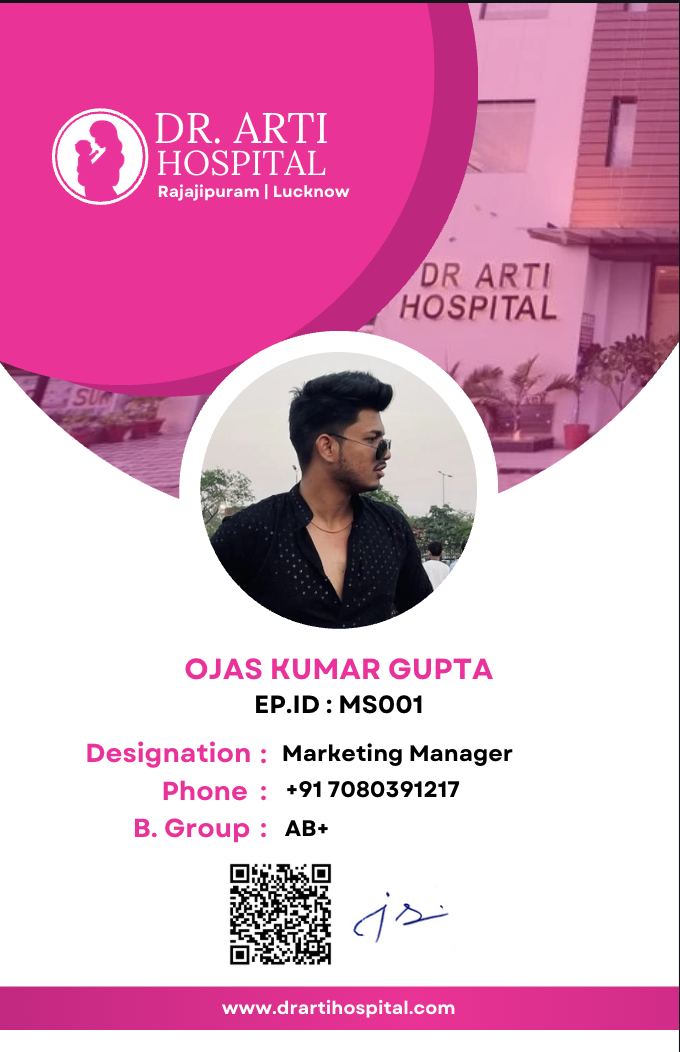 DR. ARTI
HOSPITAL
Rajajipuram | Lucknow
DR ARTI
HOSPITAL
SUR
OJAS KUMAR GUPTA
EP.ID : MS001
Designation : Marketing Manager
Phone : +91 7080391217
B. Group : AB+
www.drartihospital.com